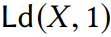 Ld(X, 1)